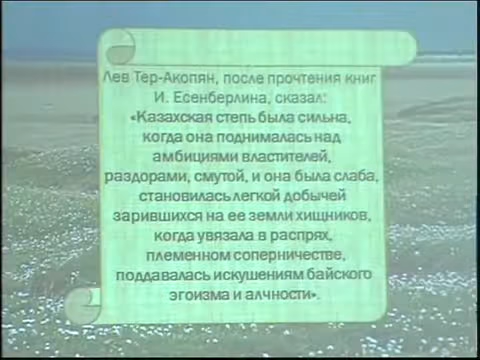 Лев Тер-Акопян, после прочтения книг
И. Есенберлина, сказал:
«Казахская степь была сильна,
когда она поднималась над
амбициями властителей,
раздорами, смутой, и она была слаба,
становилась легкой добычей
зарившихся на ее земли хищников,
когда увязала в распрях,
племенном соперничестве,
поддавалась искушениям байского
эгоизма и алчности».